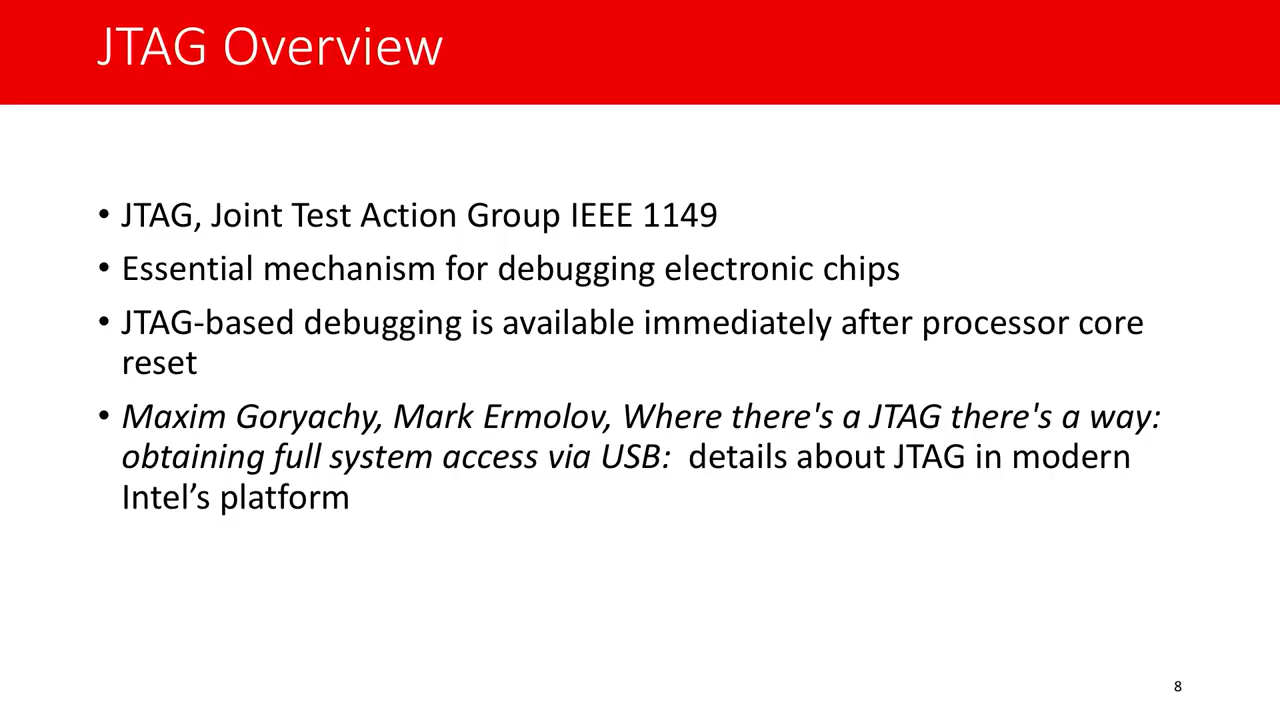 JTAG Overview
• JTAG, Joint Test Action Group IEEE 1149
• Essential mechanism for debugging electronic chips
• JTAG-based debugging is available immediately after processor core
reset
• Maxim Goryachy, Mark Ermolov, Where there's a JTAG there's a way:
obtaining full system access via USB:  details about JTAG in modern
Intel’s platform
8